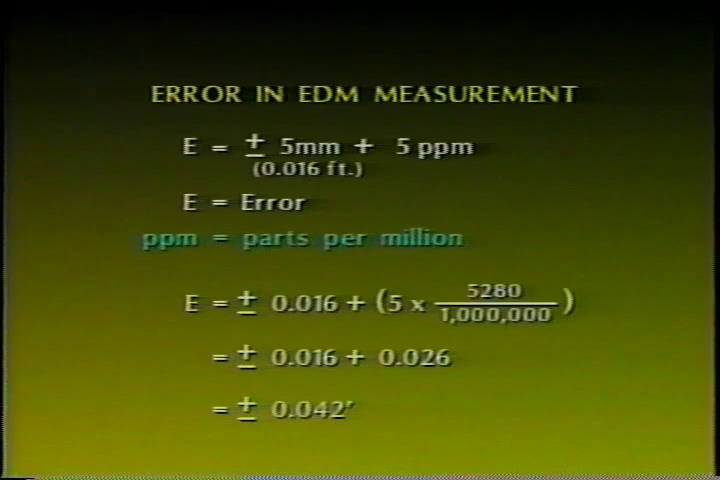 ERROR IN EDM MEASUREMENT
E = ± 5mm + 5 ppm
(0.016 ft.)
E = Error
ppm = parts per million
E = ± 0.016 + (5 x 5280/1,000,000)
= ± 0.016 + 0.026
= ± 0.042′